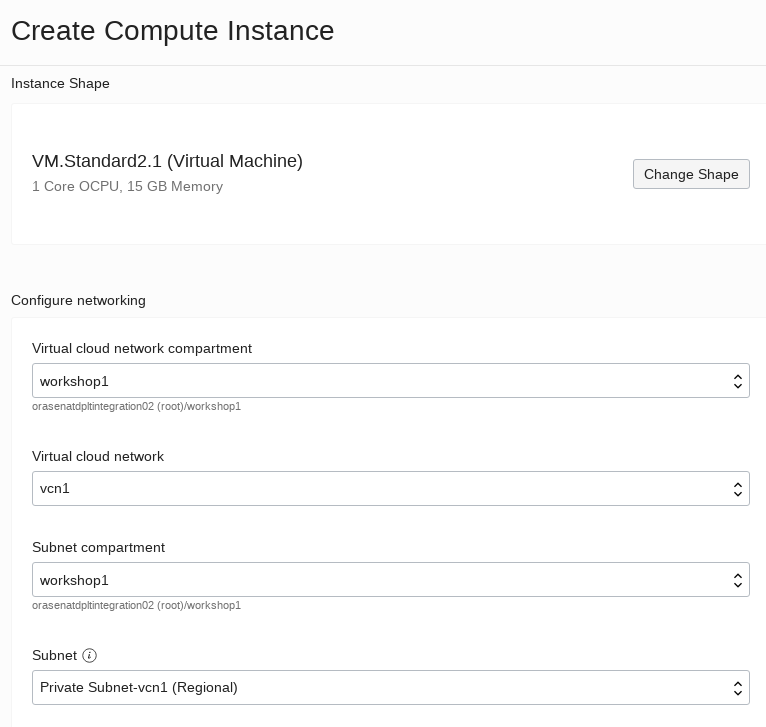 Create Compute Instance
Instance Shape
VM.Standard2.1 (Virtual Machine)
1 Core OCPU, 15 GB Memory
Change Shape
Configure networking
Virtual cloud network compartment
workshop1
orasenatdpltintegration02 (root)/workshop1
Virtual cloud network
vcn1
Subnet compartment
workshop1
orasenatdpltintegration02 (root)/workshop1
Subnet
Private Subnet-vcn1 (Regional)